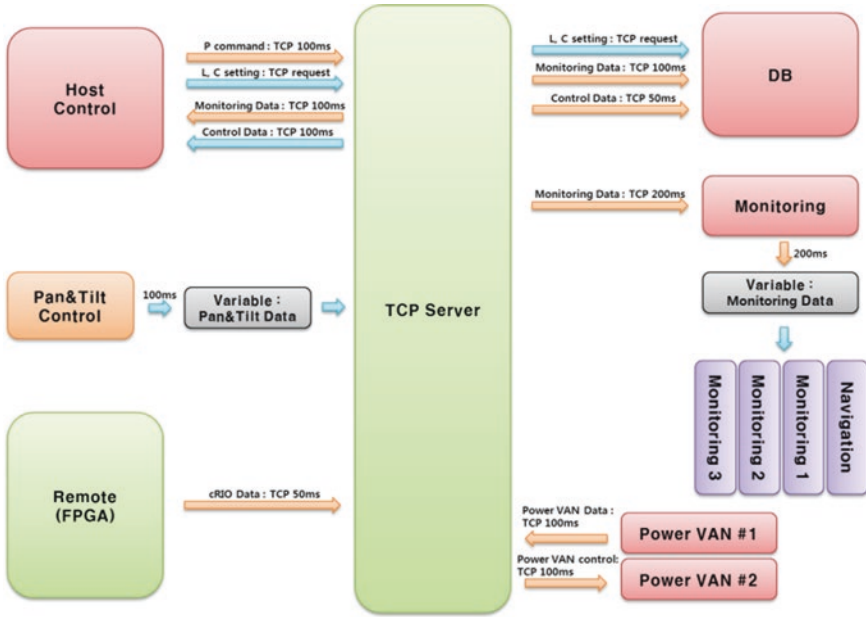 Host
Control
P command : TCP 100ms
L, C setting : TCP request
Monitoring Data : TCP 100ms
Control Data : TCP 100ms
Pan&Tilt
Control
100ms
Variable :
Pan&Tilt Data
Remote
(FPGA)
cRIO Data : TCP 50ms
TCP Server
L, C setting : TCP request
Monitoring Data : TCP 100ms
Control Data : TCP 50ms
DB
Monitoring Data : TCP 200ms
Monitoring
200ms
Variable :
Monitoring Data
Monitoring 3
Monitoring 2
Monitoring 1
Navigation
Power VAN Data :
TCP 100ms
Power VAN #1
Power VAN control:
TCP 100ms
Power VAN #2